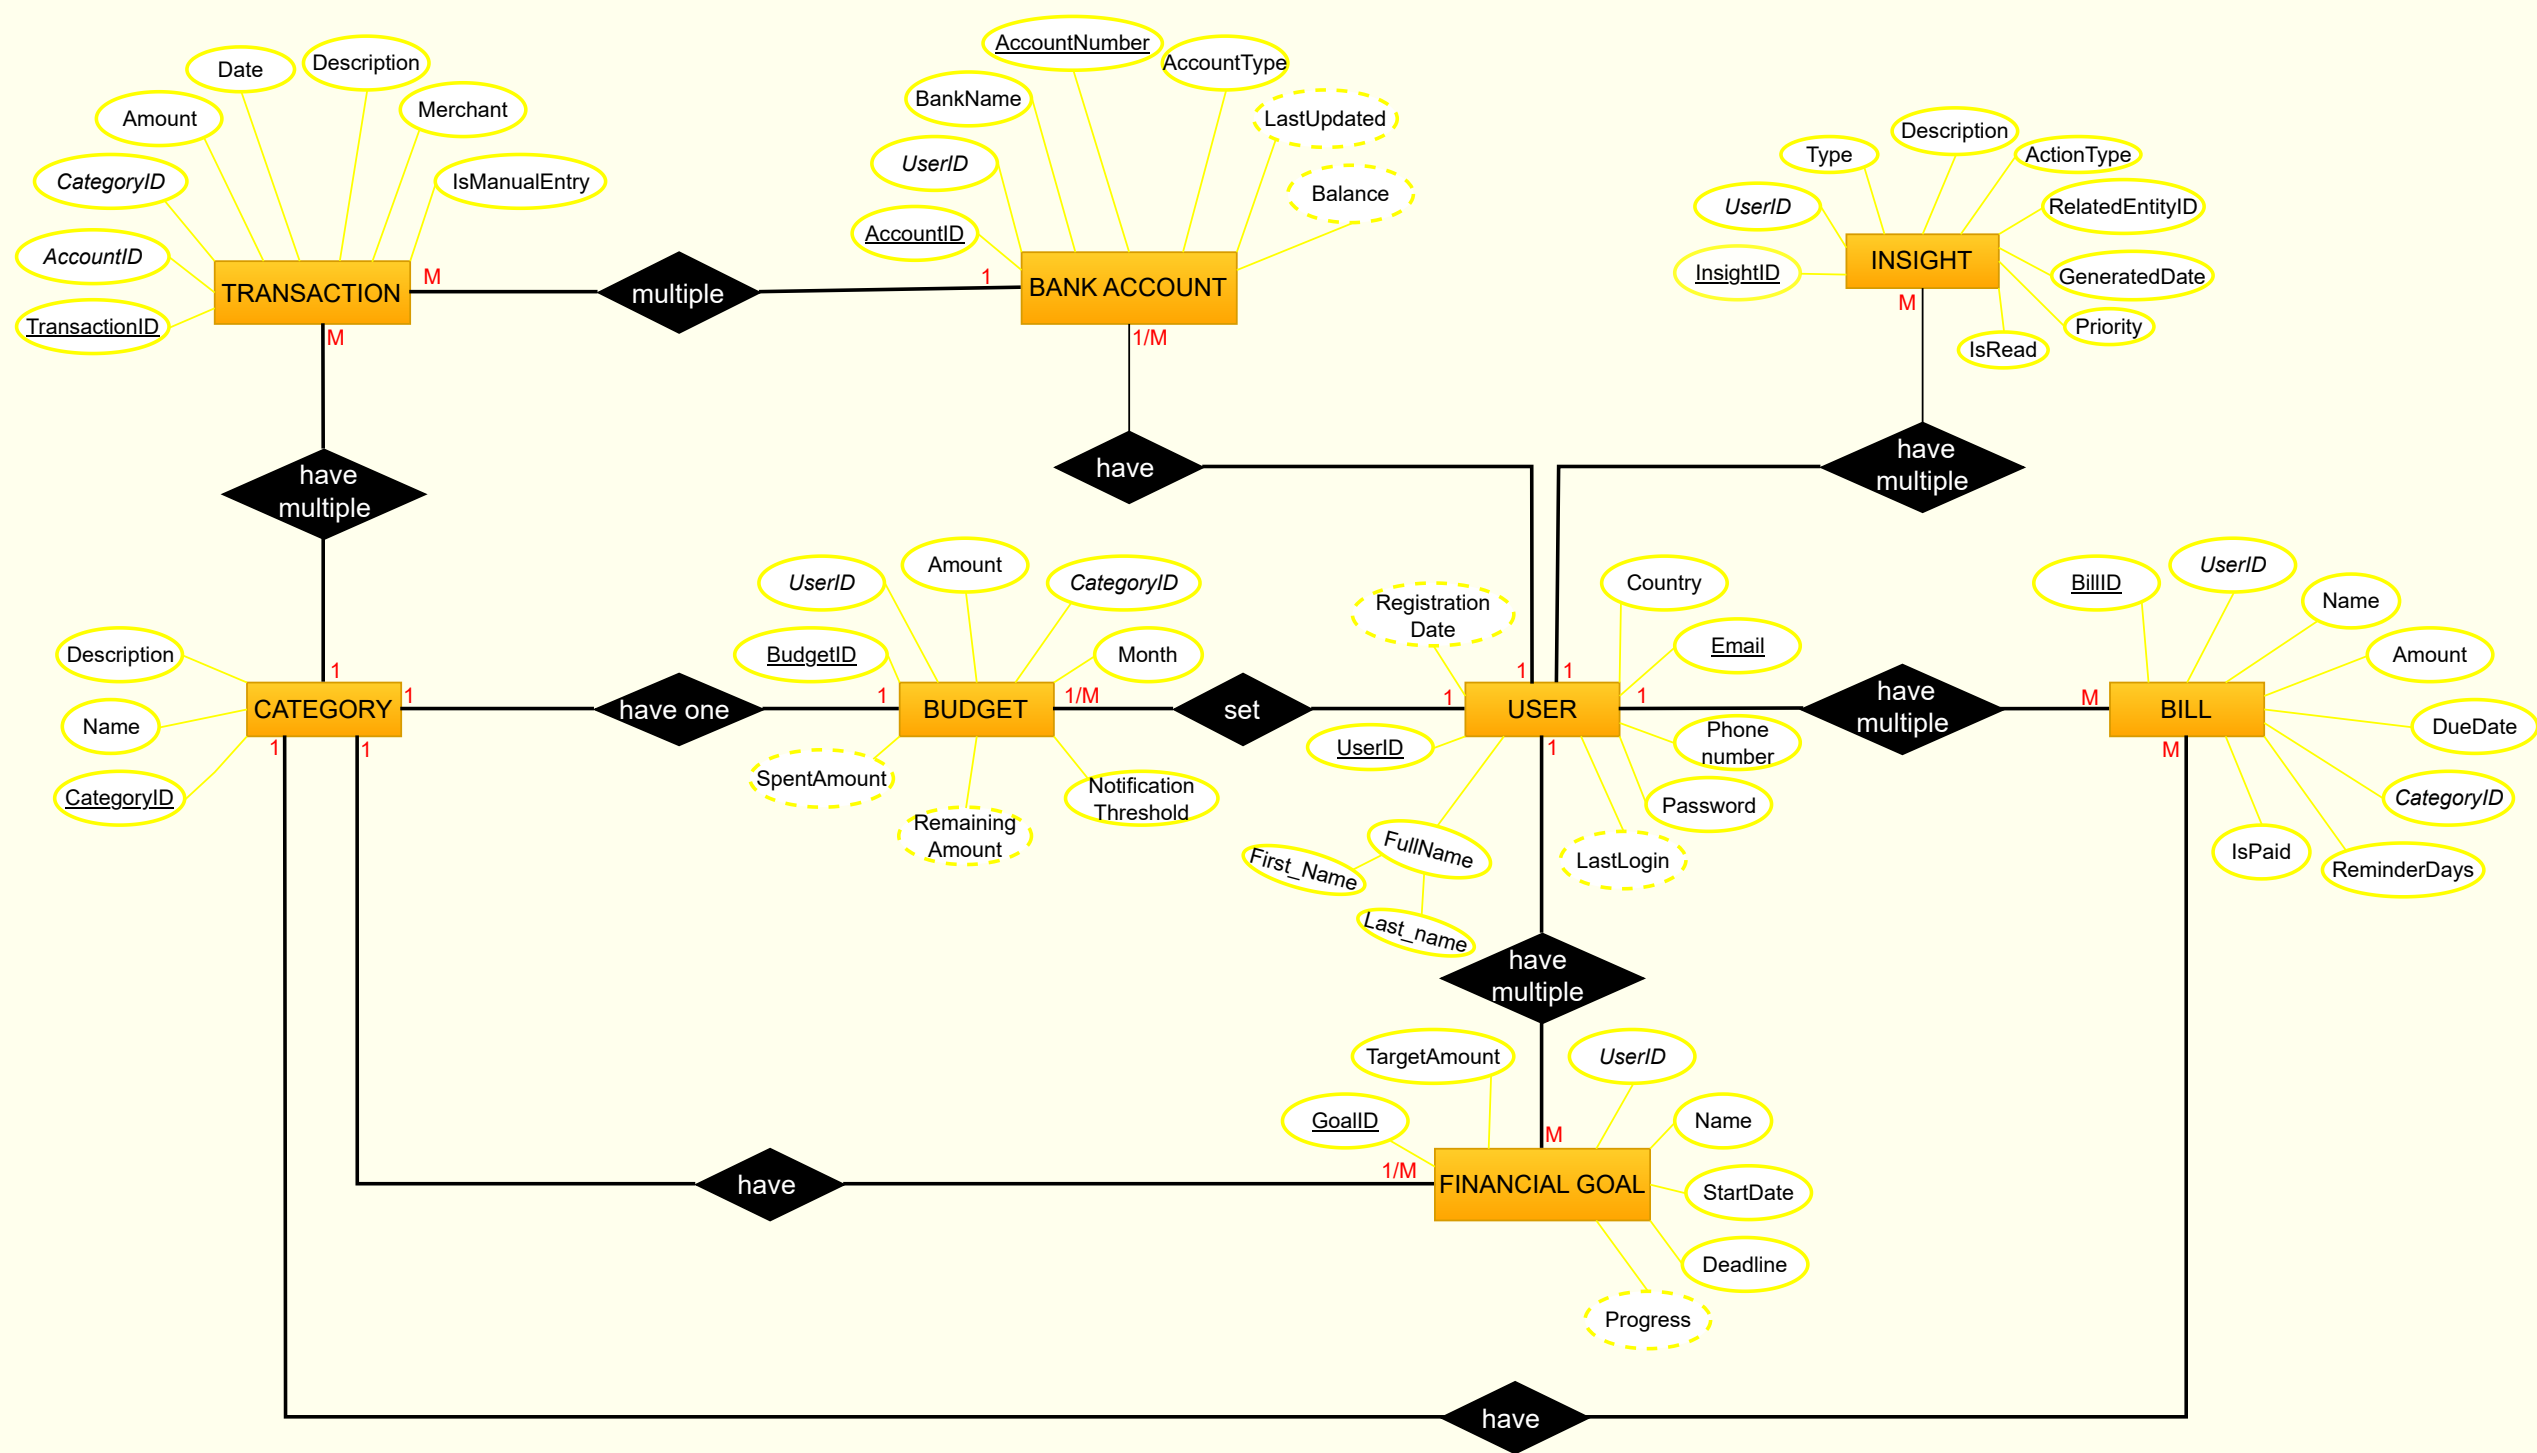 AccountNumber
Date
Description
AccountType
BankName
Merchant
Amount
LastUpdated
Description
Type
ActionType
CategoryID
IsManualEntry
UserID
Balance
UserID
RelatedEntityID
AccountID
AccountID
INSIGHT
InsightID
GeneratedDate
TRANSACTION
M
multiple
1
BANK ACCOUNT
M
Priority
TransactionID
M
1/M
IsRead
have
multiple
have
have
multiple
UserID
Amount
CategoryID
Registration
Date
Country
BillID
UserID
Name
Description
BudgetID
Month
Email
Amount
1
1
1
Name
CATEGORY
1
have one
1
BUDGET
1/M
set
1
USER
1
have
multiple
M
BILL
DueDate
1
1
UserID
1
Phone
number
M
CategoryID
SpentAmount
Notification
Threshold
Password
CategoryID
Remaining
Amount
FullName
LastLogin
IsPaid
ReminderDays
First_Name
Last_name
have
multiple
TargetAmount
UserID
GoalID
Name
M
have
1/M
FINANCIAL GOAL
StartDate
Deadline
Progress
have